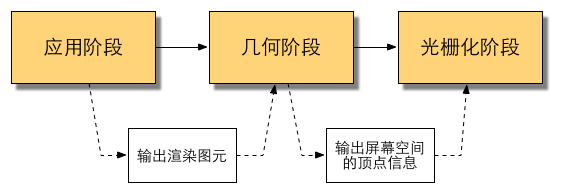 应用阶段
几何阶段
光栅化阶段
输出渲染图元
输出屏幕空间
的顶点信息